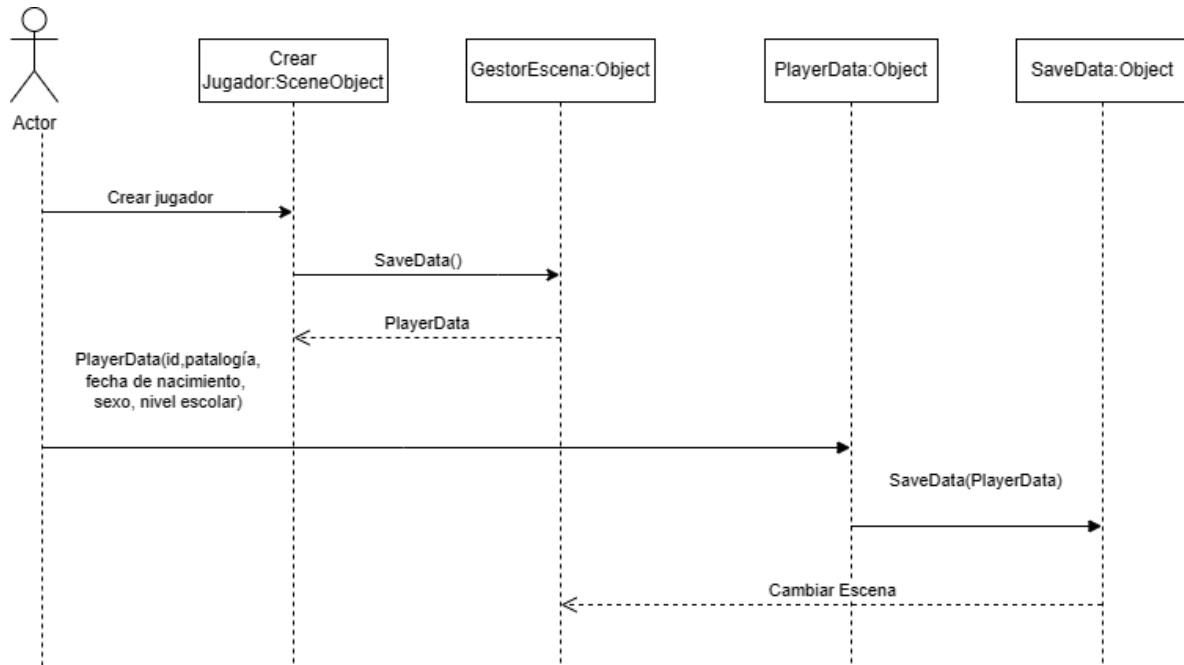 Crear
Jugador:SceneObject
GestorEscena:Object
PlayerData:Object
SaveData:Object
Actor
Crear jugador
SaveData()
PlayerData
PlayerData(id,patalogía,
fecha de nacimiento,
sexo, nivel escolar)
SaveData(PlayerData)
Cambiar Escena